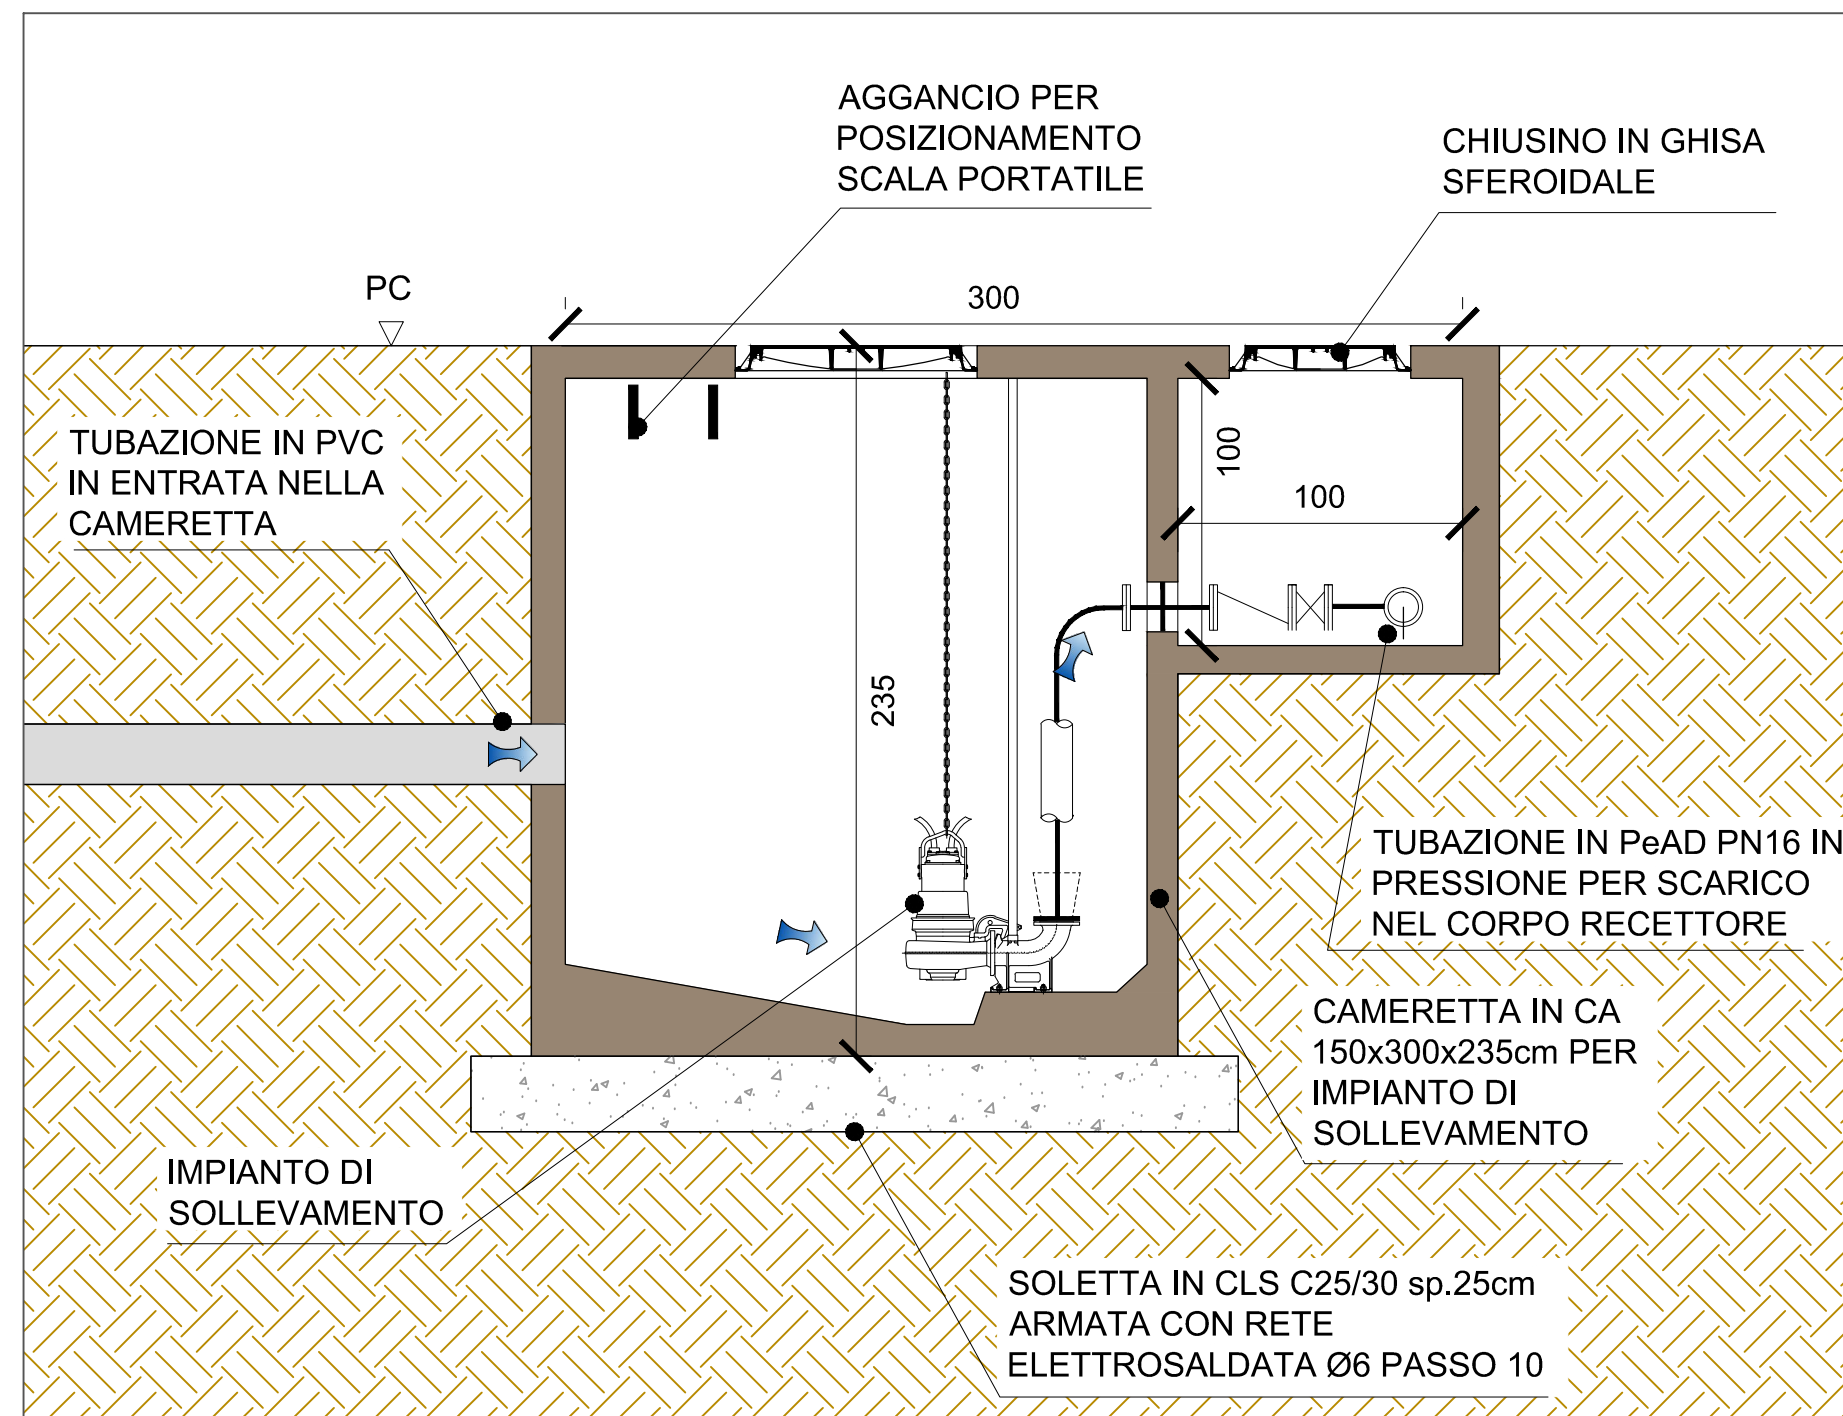 AGGANCIO PER
POSIZIONAMENTO
SCALA PORTATILE
CHIUSINO IN GHISA
SFEROIDALE
PC
300
TUBAZIONE IN PVC
IN ENTRATA NELLA
CAMERETTA
100
100
235
TUBAZIONE IN PeAD PN16 IN
PRESSIONE PER SCARICO
NEL CORPO RECETTORE
CAMERETTA IN CA
150x300x235cm PER
IMPIANTO DI
SOLLEVAMENTO
IMPIANTO DI
SOLLEVAMENTO
SOLETTA IN CLS C25/30 sp.25cm
ARMATA CON RETE
ELETTROSALDATA Ø6 PASSO 10